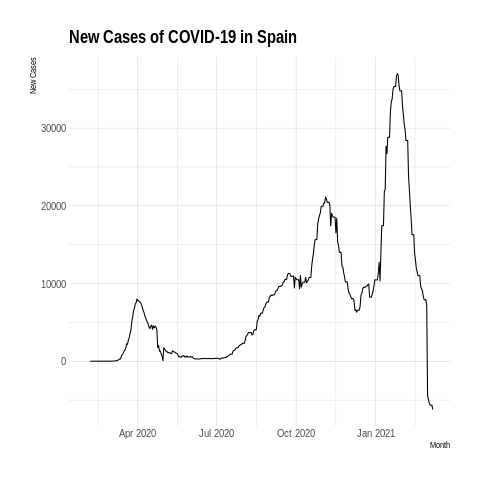 New Cases of COVID-19 in Spain
New Cases
30000
20000
10000
0
Apr 2020 Jul 2020 Oct 2020 Jan 2021
Month